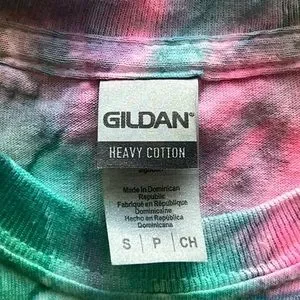 GILDAN®
HEAVY COTTON
Made in Dominican
Republic
Fabriqué en République
Dominicaine
Hecho en República
Dominicana
S | P | CH